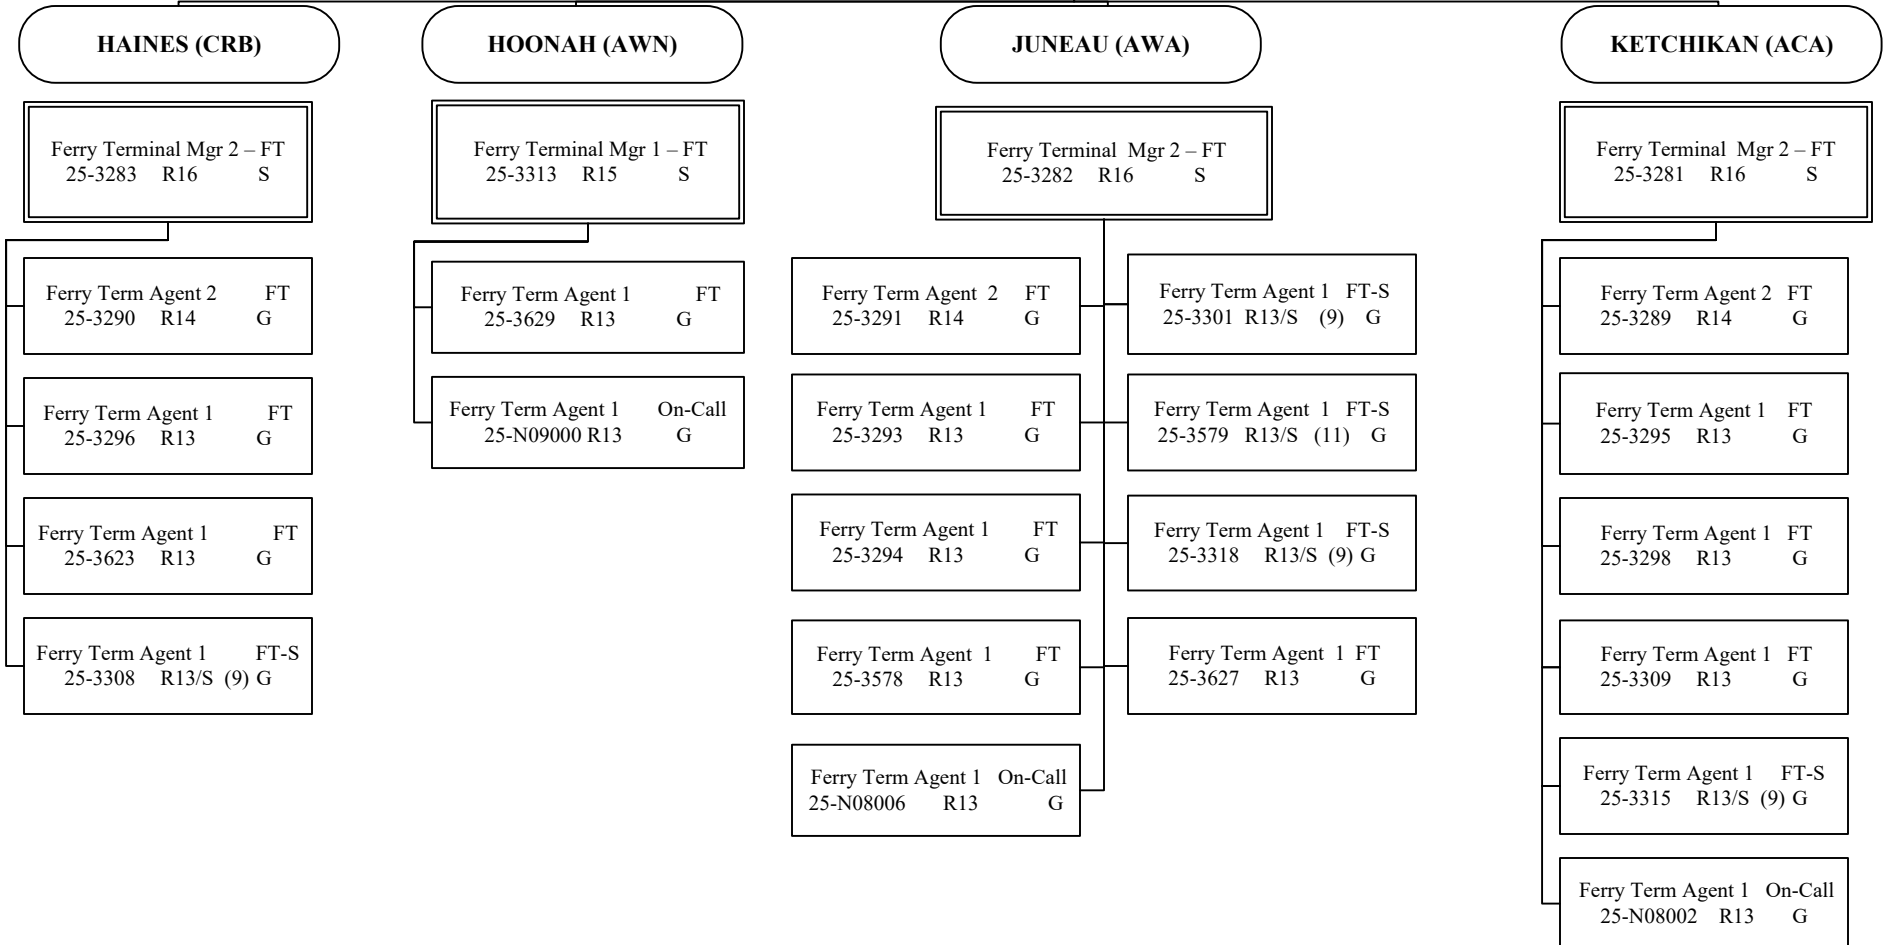 HAINES (CRB)
Ferry Terminal Mgr 2 – FT
25-3283 R16 S
Ferry Term Agent 2 FT
25-3290 R14 G
Ferry Term Agent 1 FT
25-3296 R13 G
Ferry Term Agent 1 FT
25-3623 R13 G
Ferry Term Agent 1 FT-S
25-3308 R13/S (9) G
HOONAH (AWN)
Ferry Terminal Mgr 1 – FT
25-3313 R15 S
Ferry Term Agent 1 FT
25-3629 R13 G
Ferry Term Agent 1 On-Call
25-N09000 R13 G
JUNEAU (AWA)
Ferry Terminal Mgr 2 – FT
25-3282 R16 S
Ferry Term Agent 2 FT
25-3291 R14 G
Ferry Term Agent 1 FT
25-3293 R13 G
Ferry Term Agent 1 FT
25-3294 R13 G
Ferry Term Agent 1 FT
25-3578 R13 G
Ferry Term Agent 1 On-Call
25-N08006 R13 G
Ferry Term Agent 1 FT-S
25-3301 R13/S (9) G
Ferry Term Agent 1 FT-S
25-3579 R13/S (11) G
Ferry Term Agent 1 FT-S
25-3318 R13/S (9) G
Ferry Term Agent 1 FT
25-3627 R13 G
KETCHIKAN (ACA)
Ferry Terminal Mgr 2 – FT
25-3281 R16 S
Ferry Term Agent 2 FT
25-3289 R14 G
Ferry Term Agent 1 FT
25-3295 R13 G
Ferry Term Agent 1 FT
25-3298 R13 G
Ferry Term Agent 1 FT
25-3309 R13 G
Ferry Term Agent 1 FT-S
25-3315 R13/S (9) G
Ferry Term Agent 1 On-Call
25-N08002 R13 G